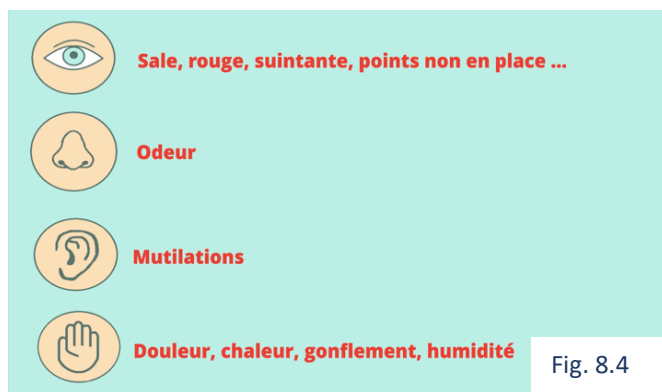 Sale, rouge, suintante, points non en place ...
Odeur
Mutilations
Douleur, chaleur, gonflement, humidité
Fig. 8.4